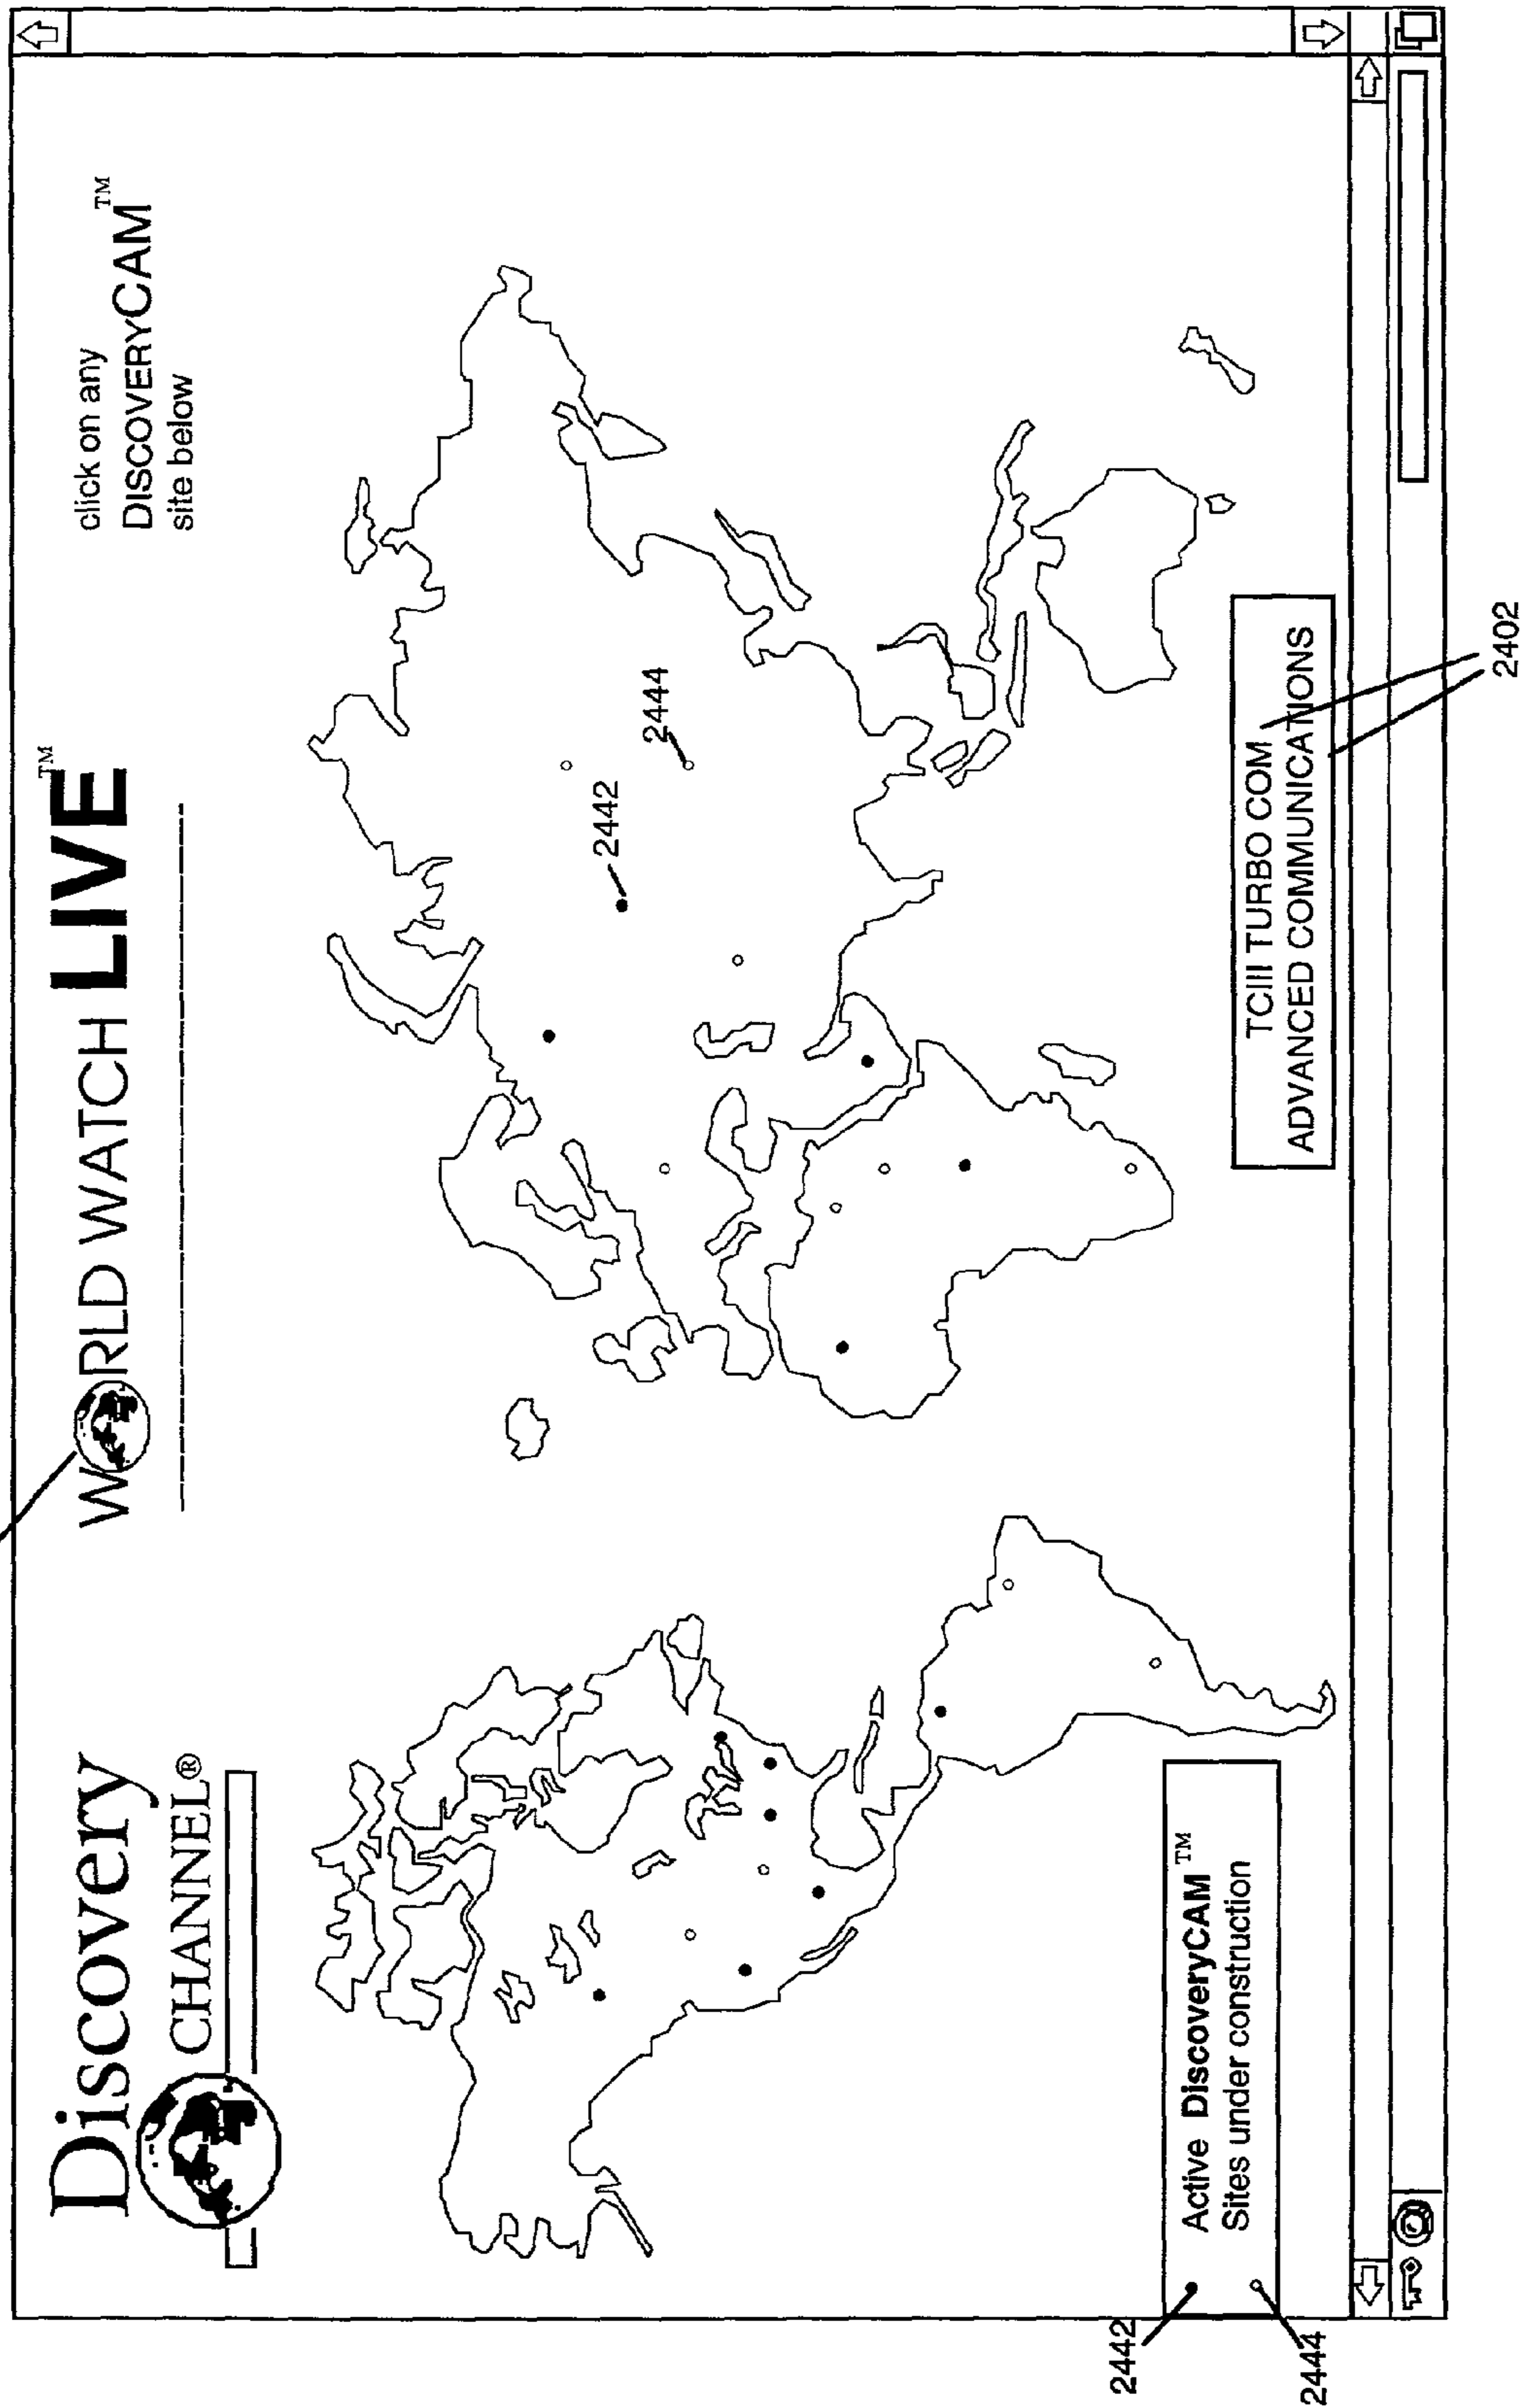 Discovery
CHANNEL®
WORLD WATCH LIVE™
click on any
DISCOVERYCAM™
site below
2442
2444
2442
2444
Active DiscoveryCAM™
Sites under construction
TCIII TURBO COM
ADVANCED COMMUNICATIONS
2402